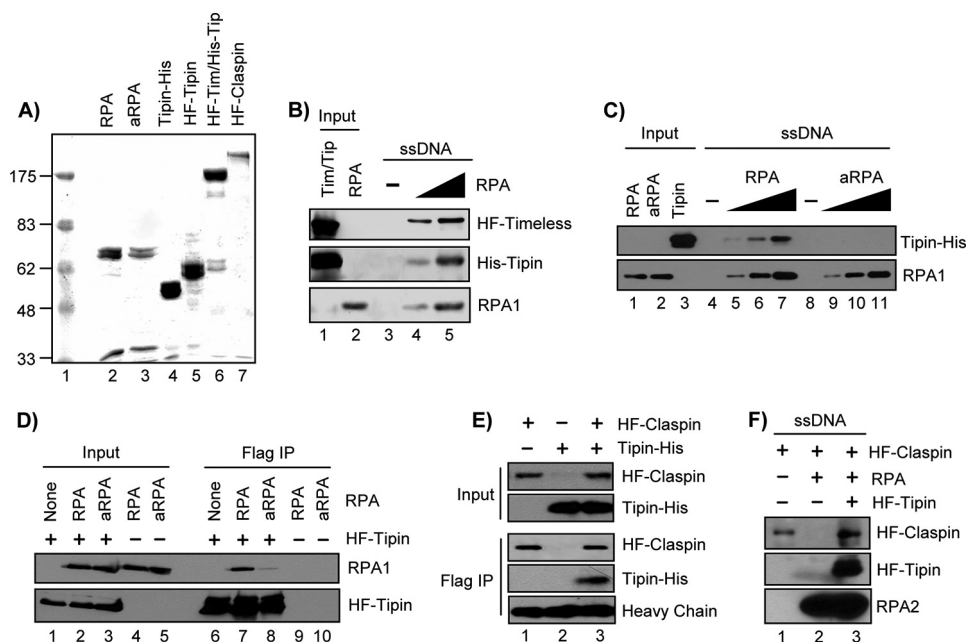 A)
RPA
aRPA
Tipin-His
HF-Tipin
HF-Tim/His-Tip
HF-Claspin
175
83
62
48
33
1 2 3 4 5 6 7
B)
Input
ssDNA
Tim/Tip
RPA
–
RPA
HF-Timeless
His-Tipin
RPA1
1 2 3 4 5
C)
Input
ssDNA
RPA
aRPA
Tipin
–
RPA
–
aRPA
Tipin-His
RPA1
1 2 3 4 5 6 7 8 9 10 11
D)
Input
Flag IP
None RPA aRPA RPA aRPA None RPA aRPA RPA aRPA RPA
+ + + – – + + + – – HF-Tipin
RPA1
HF-Tipin
1 2 3 4 5 6 7 8 9 10
E)
+ – + HF-Claspin
– + + Tipin-His
Input
HF-Claspin
Tipin-His
Flag IP
HF-Claspin
Tipin-His
Heavy Chain
1 2 3
F)
ssDNA
+ + + HF-Claspin
– + + RPA
– – + HF-Tipin
HF-Claspin
HF-Tipin
RPA2
1 2 3